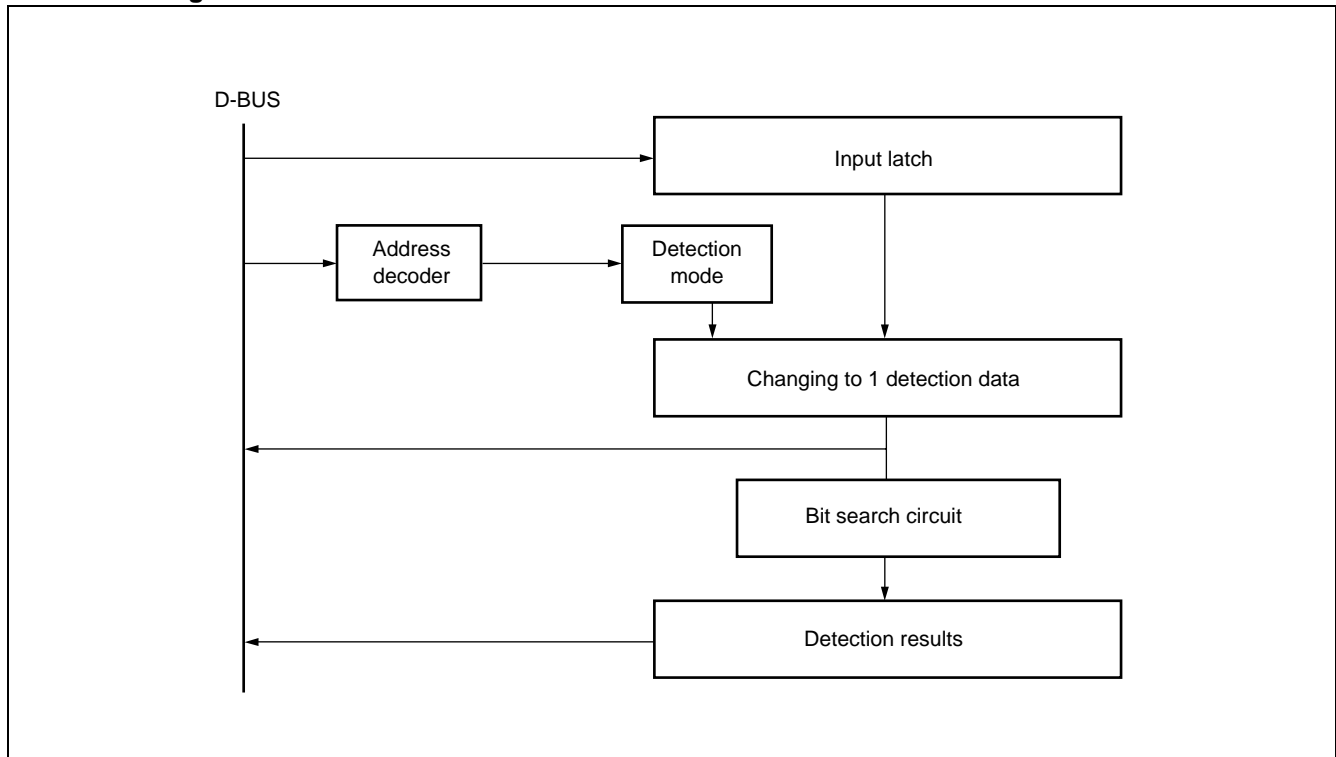 D-BUS
Input latch
Address
decoder
Detection
mode
Changing to 1 detection data
Bit search circuit
Detection results